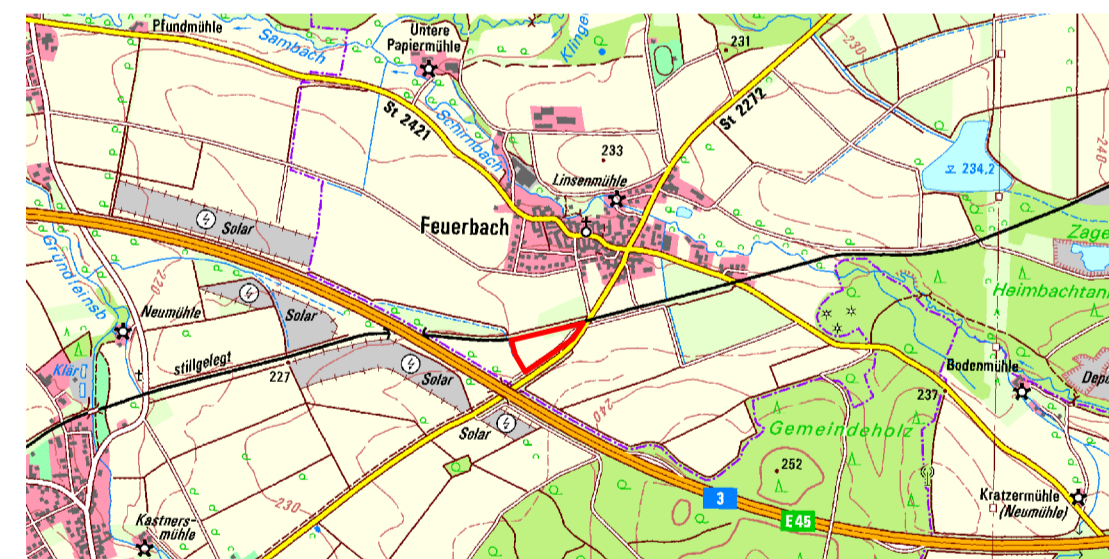 Pfundmühle
Sambach
Untere
Papiermühle
231
230
St 2421
Schirnbach
St 2272
233
Linsenmühle
234,2
Feuerbach
Solar
220
Neumühle
Solar
Klär
stillgelegt
227
Solar
Solar
240
230
Kastners-
mühle
Gemeindeholz
252
237
Bodenmühle
Heimbachtan
Zage
Depo
Kratzermühle
(Neumühle)
3
E 45